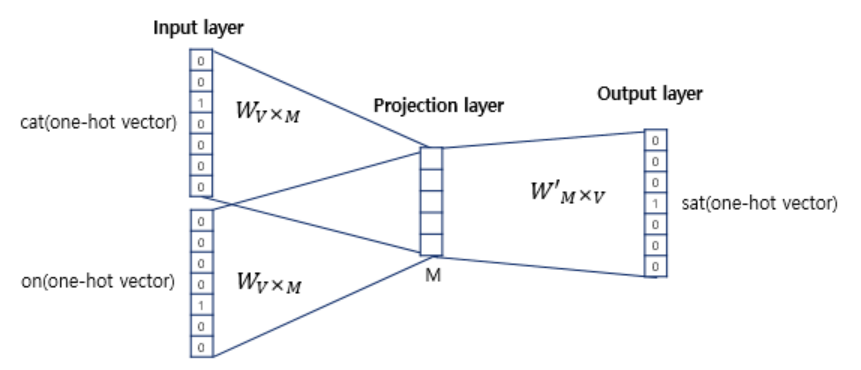 Input layer
0
0
1
0
0
0
0
cat(one-hot vector)
W_{V×M}
0
0
0
0
1
0
0
on(one-hot vector)
W_{V×M}
Projection layer
M
W'_{M×V}
Output layer
0
0
0
1
0
0
0
sat(one-hot vector)